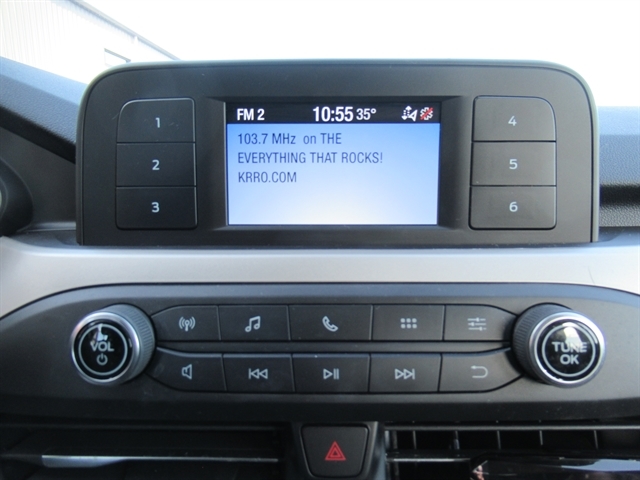 FM 2 10:55 35°
103.7 MHz on THE
EVERYTHING THAT ROCKS!
KRRO.COM
1
2
3
4
5
6
VOL
TUNE
OK